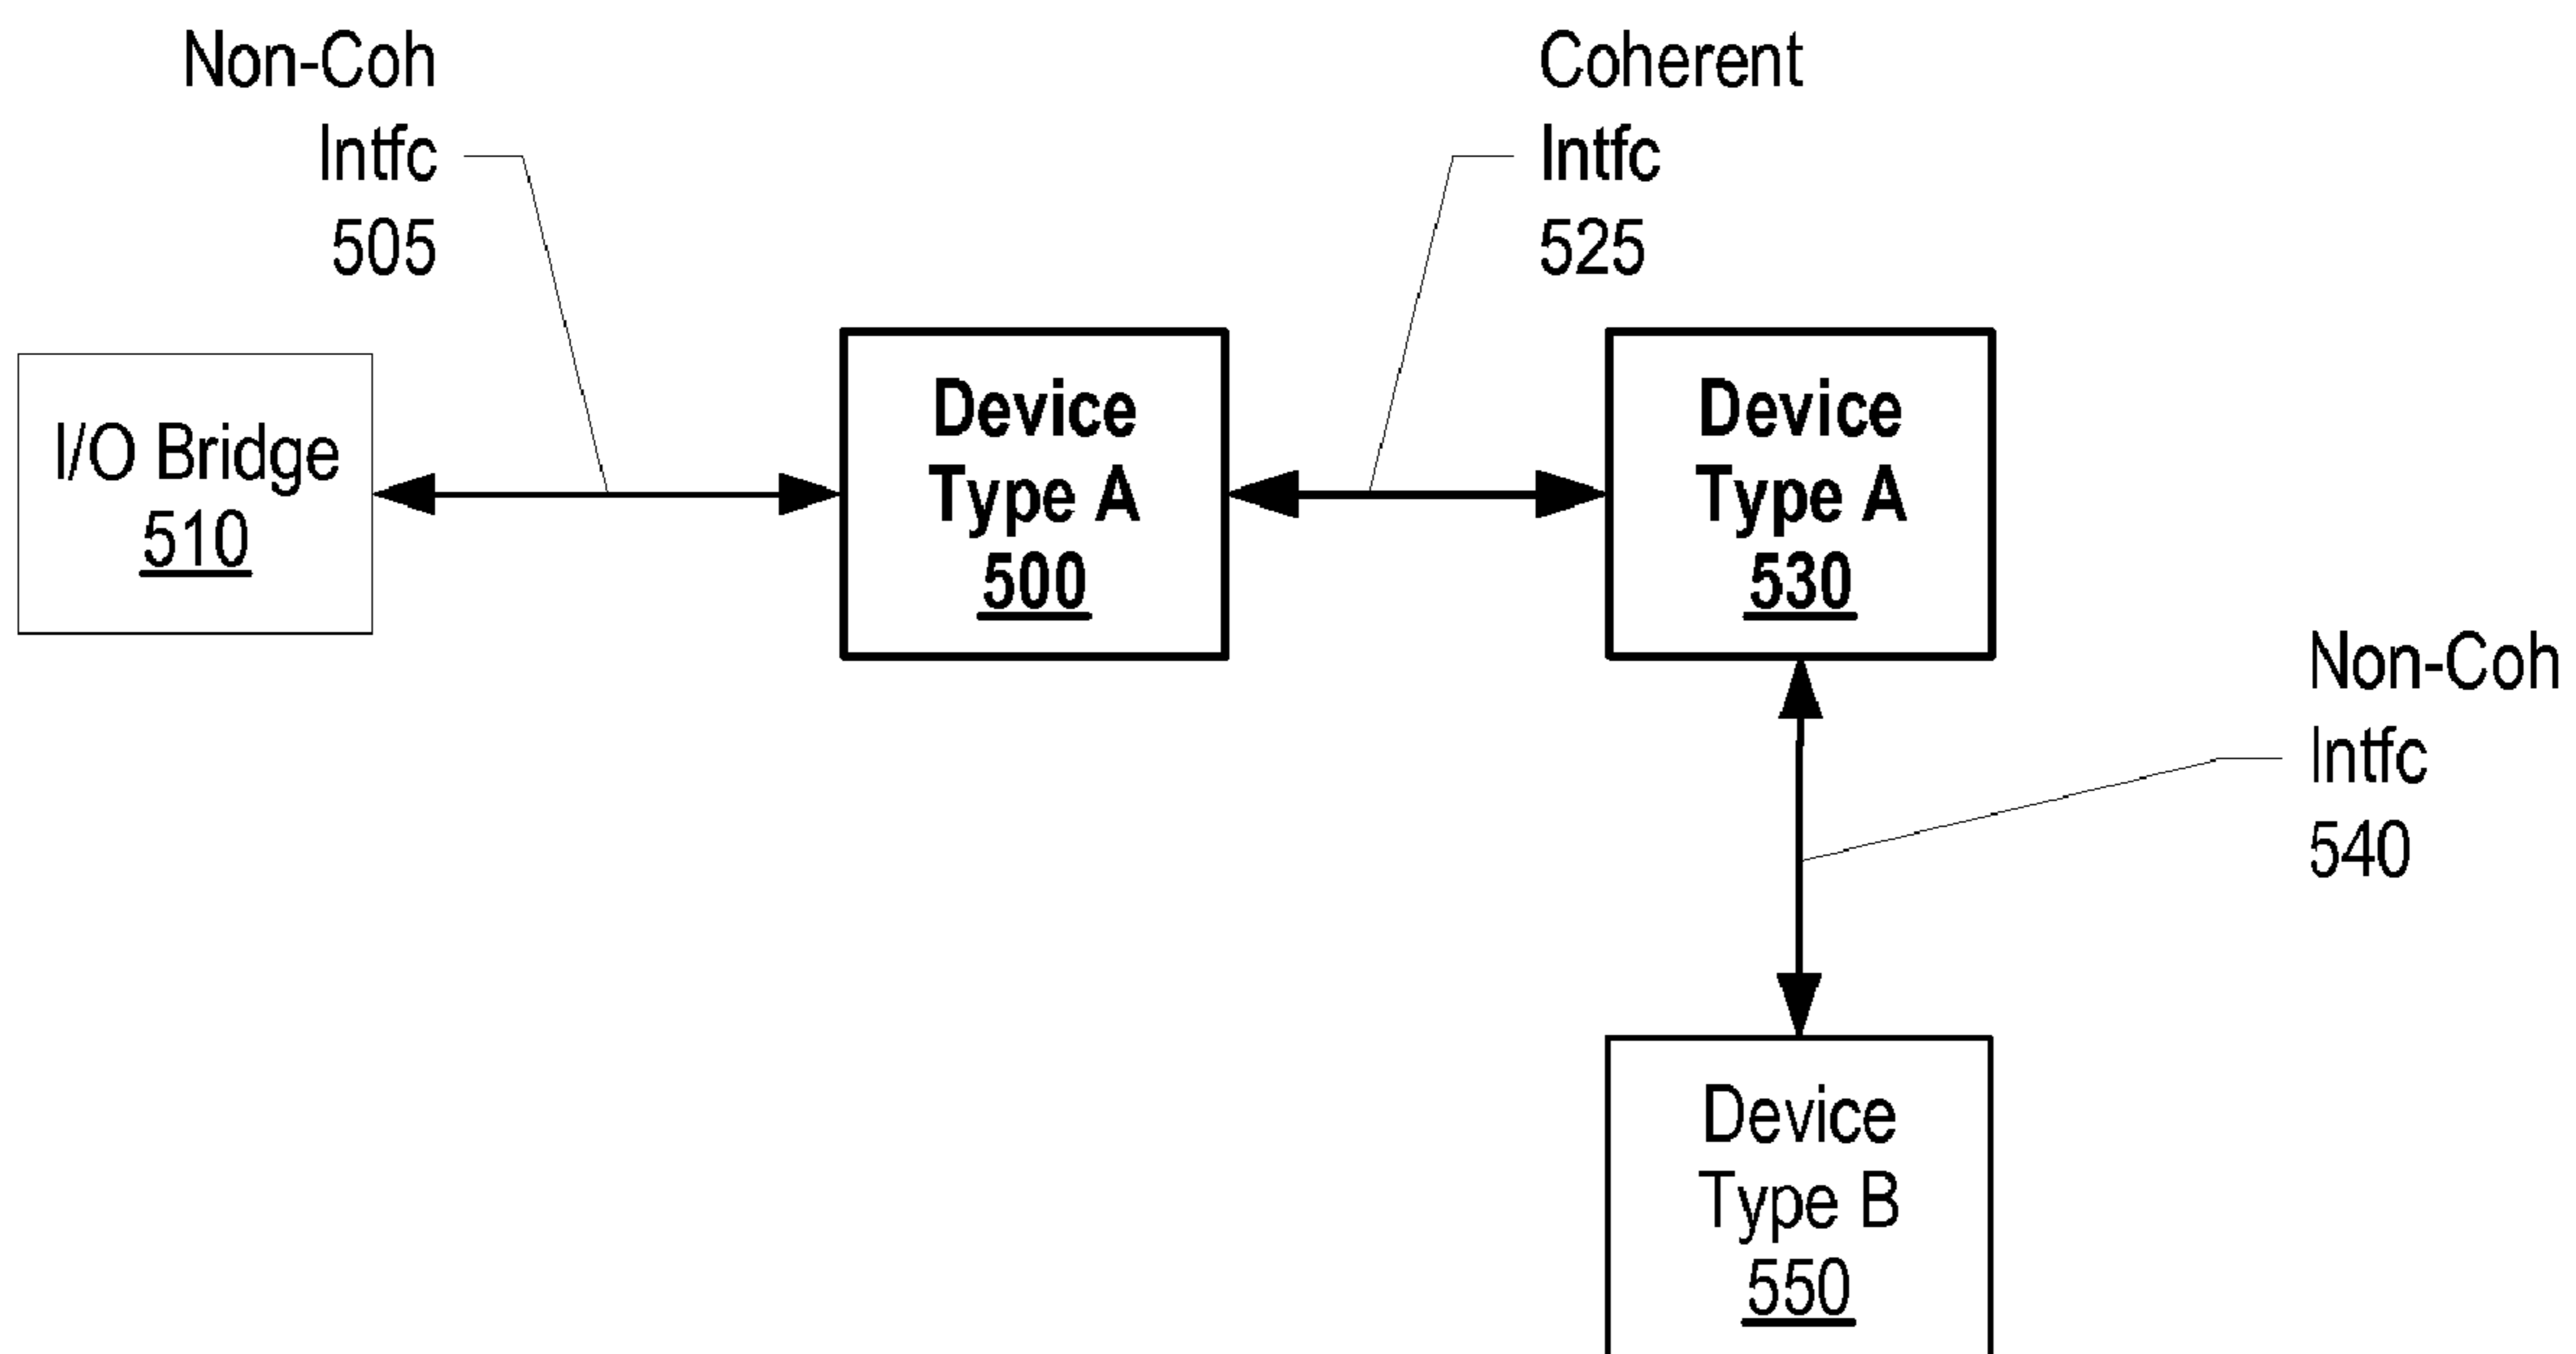 Non-Coh
Intfc
505
Coherent
Intfc
525
I/O Bridge
510
Device
Type A
500
Device
Type A
530
Non-Coh
Intfc
540
Device
Type B
550